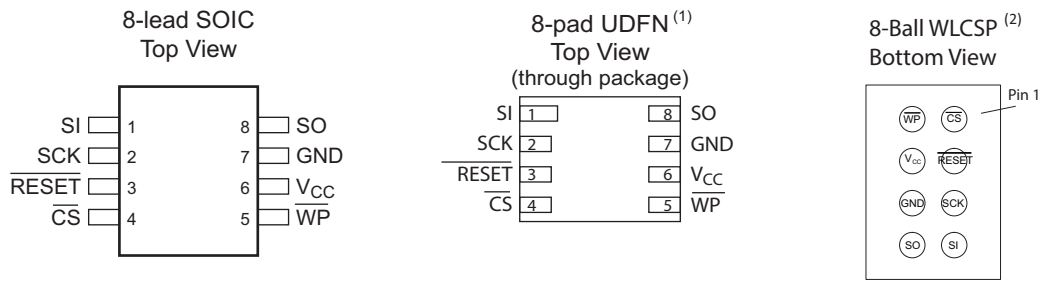 8-lead SOIC
Top View
SI 1 8 SO
SCK 2 7 GND
RESET 3 6 VCC
CS 4 5 WP
8-pad UDFN (1)
Top View
(through package)
SI 1 8 SO
SCK 2 7 GND
RESET 3 6 VCC
CS 4 5 WP
8-Ball WLCSP (2)
Bottom View
Pin 1
WP CS
Vcc RESET
GND SCK
SO SI